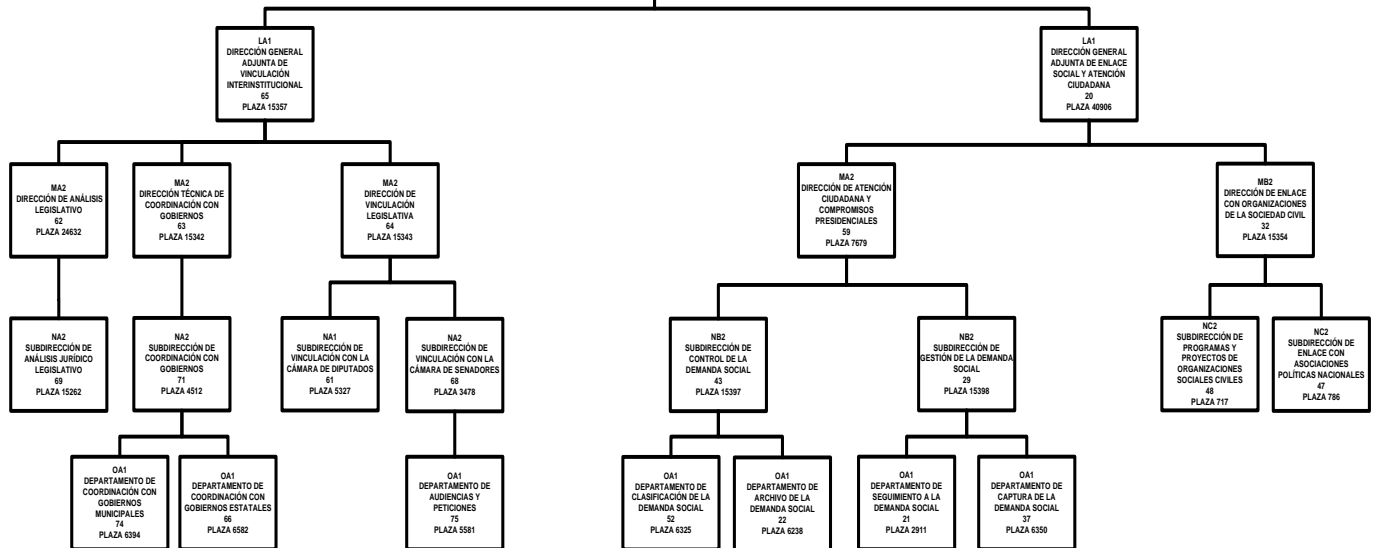 LA1
DIRECCIÓN GENERAL
ADJUNTA DE
VINCULACIÓN
INTERINSTITUCIONAL
65
PLAZA 15357
LA1
DIRECCIÓN GENERAL
ADJUNTA DE ENLACE
SOCIAL Y ATENCIÓN
CIUDADANA
20
PLAZA 40906
MA2
DIRECCIÓN DE ANÁLISIS
LEGISLATIVO
62
PLAZA 24632
MA2
DIRECCIÓN TÉCNICA DE
COORDINACIÓN CON
GOBIERNOS
63
PLAZA 15342
MA2
DIRECCIÓN DE
VINCULACIÓN
LEGISLATIVA
64
PLAZA 15343
MA2
DIRECCIÓN DE ATENCIÓN
CIUDADANA Y
COMPROMISOS
PRESIDENCIALES
59
PLAZA 7679
MB2
DIRECCIÓN DE ENLACE
CON ORGANIZACIONES
DE LA SOCIEDAD CIVIL
32
PLAZA 15354
NA2
SUBDIRECCIÓN DE
ANÁLISIS JURÍDICO
LEGISLATIVO
69
PLAZA 15262
NA2
SUBDIRECCIÓN DE
COORDINACIÓN CON
GOBIERNOS
71
PLAZA 4512
NA1
SUBDIRECCIÓN DE
VINCULACIÓN CON LA
CÁMARA DE DIPUTADOS
61
PLAZA 5327
NA2
SUBDIRECCIÓN DE
VINCULACIÓN CON LA
CÁMARA DE SENADORES
68
PLAZA 3478
NB2
SUBDIRECCIÓN DE
CONTROL DE LA
DEMANDA SOCIAL
43
PLAZA 15397
NB2
SUBDIRECCIÓN DE
GESTIÓN DE LA DEMANDA
SOCIAL
29
PLAZA 15398
NC2
SUBDIRECCIÓN DE
PROGRAMAS Y
PROYECTOS DE
ORGANIZACIONES
SOCIALES CIVILES
48
PLAZA 717
NC2
SUBDIRECCIÓN DE
ENLACE CON
ASOCIACIONES
POLÍTICAS NACIONALES
47
PLAZA 786
OA1
DEPARTAMENTO DE
COORDINACIÓN CON
GOBIERNOS
MUNICIPALES
74
PLAZA 6394
OA1
DEPARTAMENTO DE
COORDINACIÓN CON
GOBIERNOS ESTATALES
66
PLAZA 6582
OA1
DEPARTAMENTO DE
AUDIENCIAS Y
PETICIONES
75
PLAZA 5581
OA1
DEPARTAMENTO DE
CLASIFICACIÓN DE LA
DEMANDA SOCIAL
52
PLAZA 6325
OA1
DEPARTAMENTO DE
ARCHIVO DE LA
DEMANDA SOCIAL
22
PLAZA 6238
OA1
DEPARTAMENTO DE
SEGUIMIENTO A LA
DEMANDA SOCIAL
21
PLAZA 2911
OA1
DEPARTAMENTO DE
CAPTURA DE LA
DEMANDA SOCIAL
37
PLAZA 6350